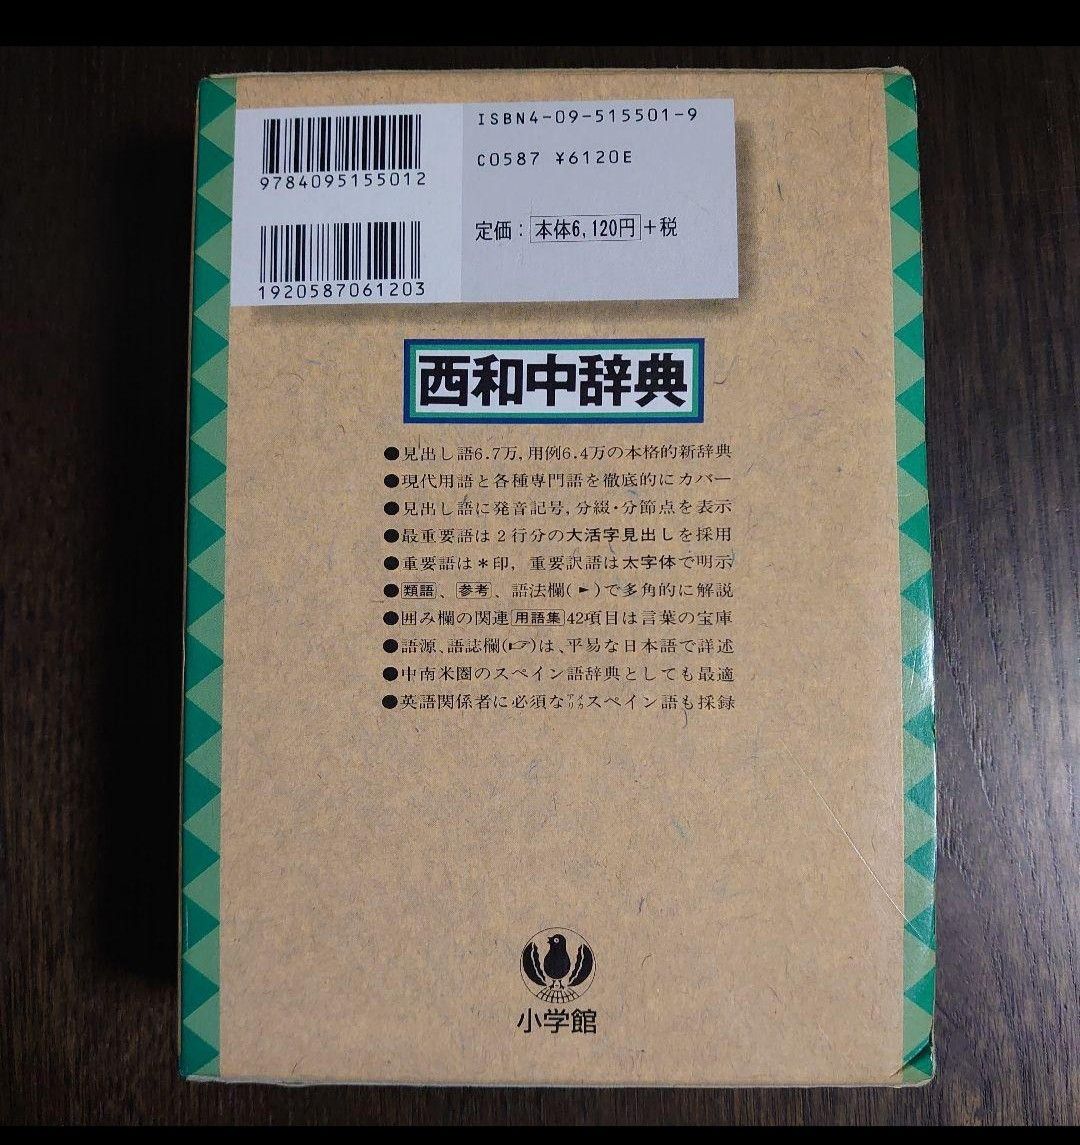 ISBN4-09-515501-9
9784095155012
C0587 ¥6120E
定価：本体6,120円+税
1920587061203
西和中辞典
●見出し語6.7万,用例6.4万の本格的新辞典
●現代用語と各種専門語を徹底的にカバー
●見出し語に発音記号,分綴・分節点を表示
●最重要語は2行分の大活字見出しを採用
●重要語は＊印，重要訳語は太字体で明示
●類語、参考、語法欄(►)で多角的に解説
●囲み欄の関連用語集42項目は言葉の宝庫
●語源、語誌欄(☞)は、平易な日本語で詳述
●中南米圏のスペイン語辞典としても最適
●英語関係者に必須なアメリカスペイン語も採録
小学館